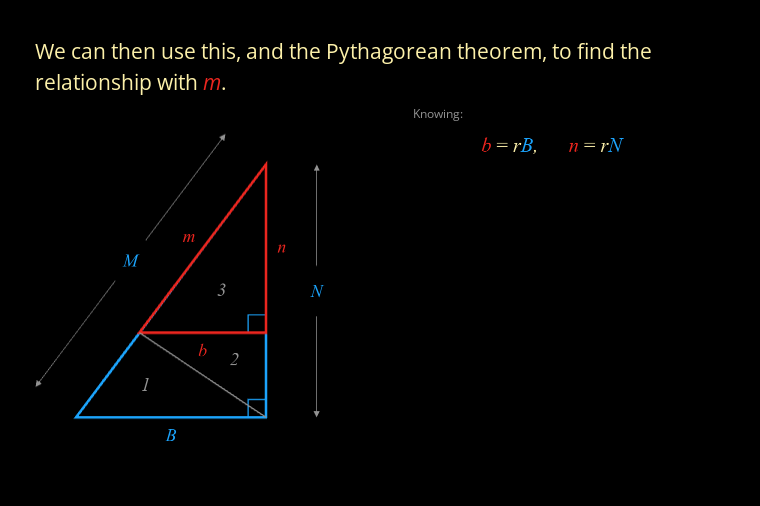 We can then use this, and the Pythagorean theorem, to find the
relationship with m.
Knowing:
b = rB, n = rN
m
n
M
3
N
b
2
1
B